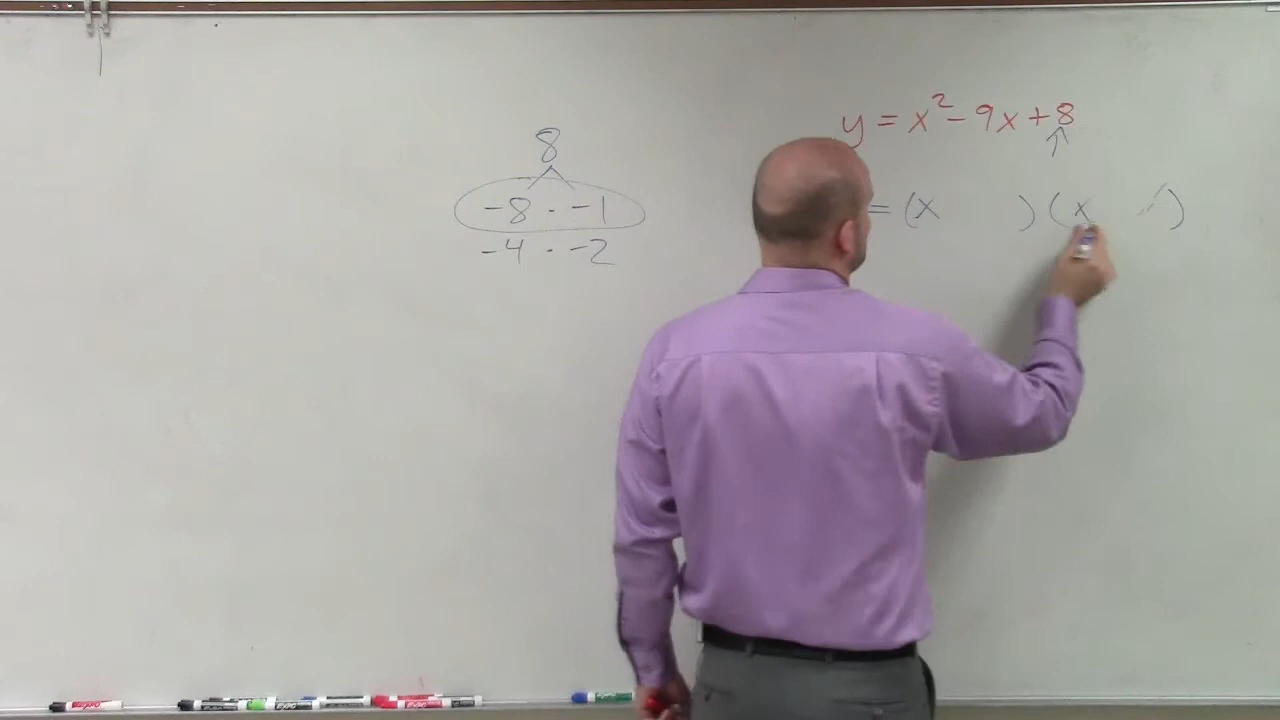 8
-8 · -1
-4 · -2
y = x² - 9x + 8
= (x ) (x )